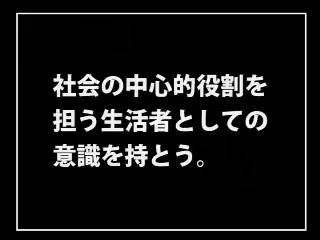 社会の中心的役割を
担う生活者としての
意識を持とう。